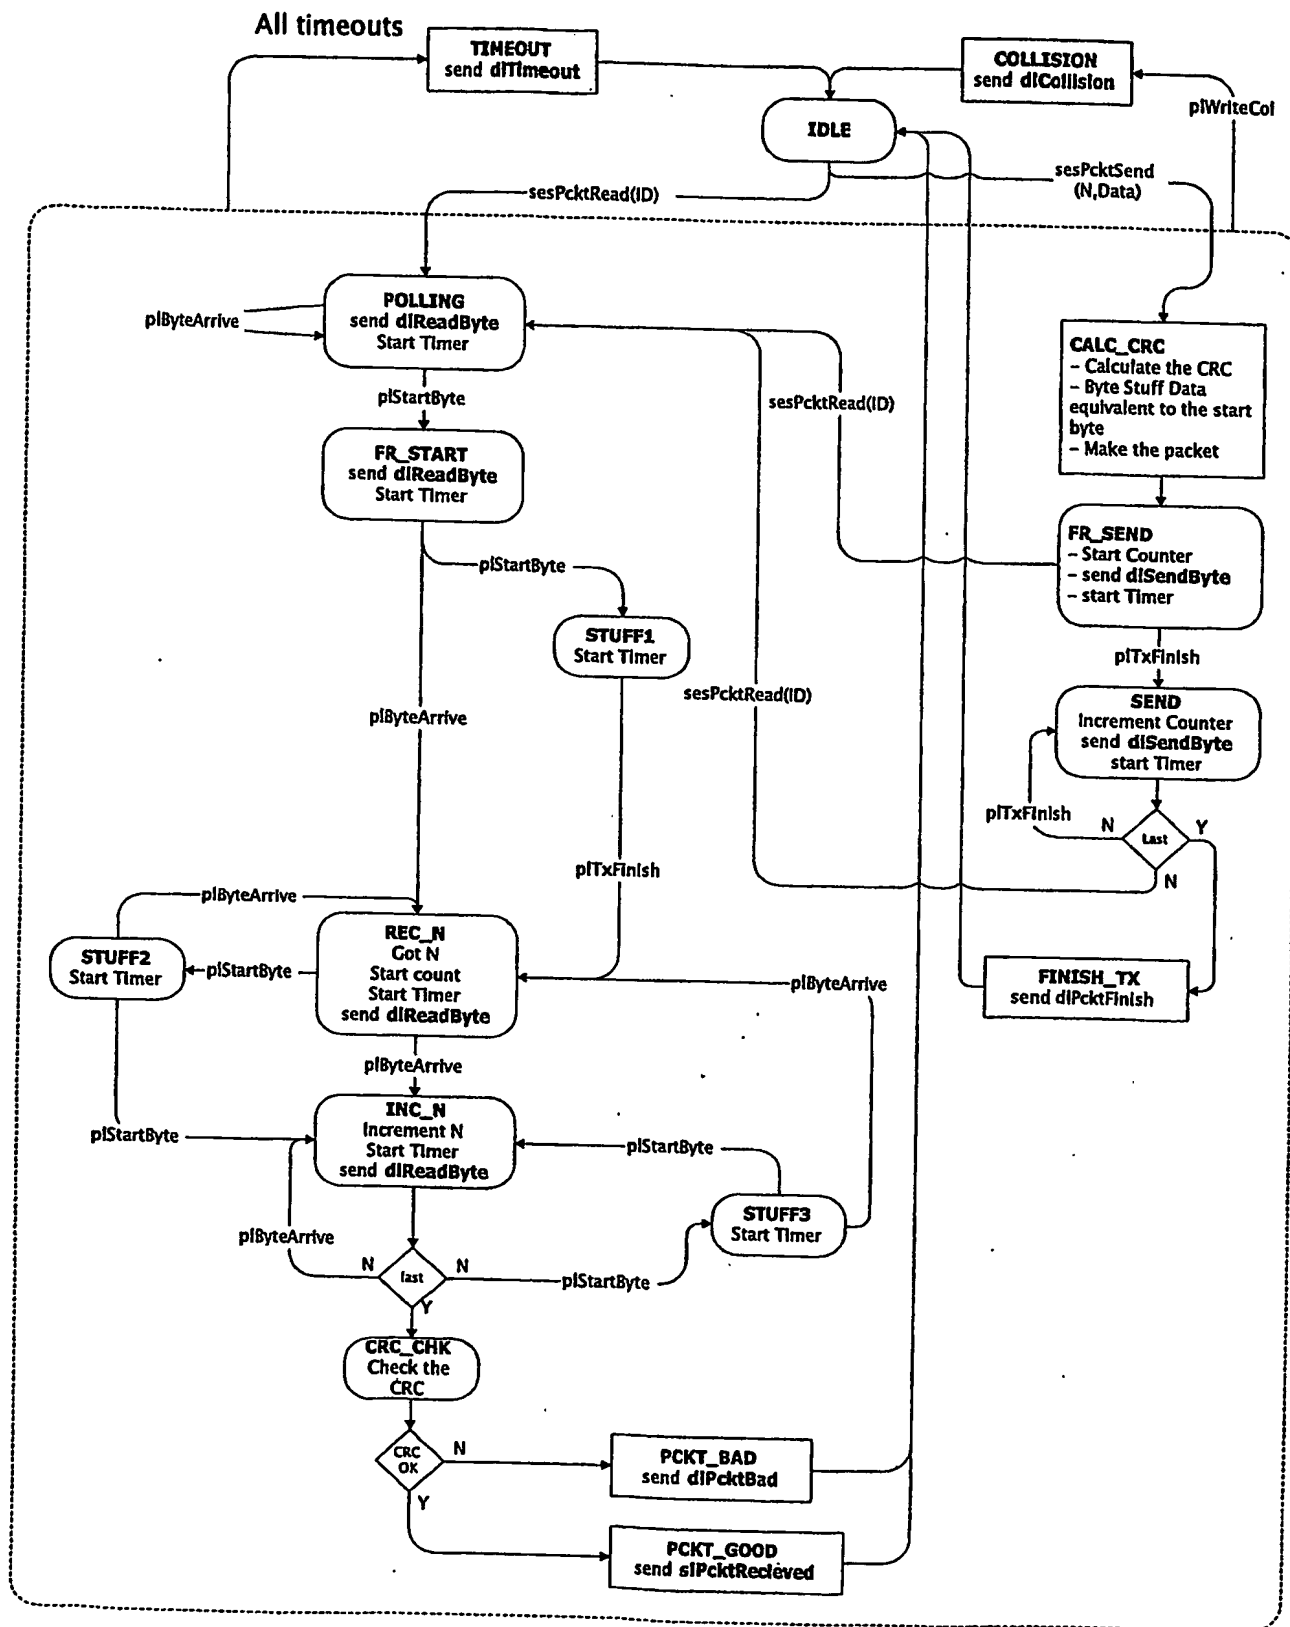 All timeouts
TIMEOUT
send dlTimeout
COLLISION
send dlCollision
plWriteCol
IDLE
sesPcktRead(ID)
sesPcktSend
(N,Data)
POLLING
send dlReadByte
Start Timer
plByteArrive
plStartByte
CALC_CRC
– Calculate the CRC
– Byte Stuff Data
equivalent to the start
byte
– Make the packet
sesPcktRead(ID)
FR_START
send dlReadByte
Start Timer
FR_SEND
– Start Counter
– send dlSendByte
– start Timer
plStartByte
STUFF1
Start Timer
plTxFinish
sesPcktRead(ID)
SEND
Increment Counter
send dlSendByte
start Timer
plByteArrive
plTxFinish
N
Last
Y
N
plTxFinish
plByteArrive
REC_N
Got N
Start count
Start Timer
send dlReadByte
STUFF2
Start Timer
plStartByte
plByteArrive
FINISH_TX
send dlPcktFinish
plByteArrive
INC_N
Increment N
Start Timer
send dlReadByte
plStartByte
plStartByte
STUFF3
Start Timer
plByteArrive
N
last
N
plStartByte
Y
CRC_CHK
Check the
CRC
CRC
OK
N
Y
PCKT_BAD
send dlPcktBad
PCKT_GOOD
send slPcktRecieved